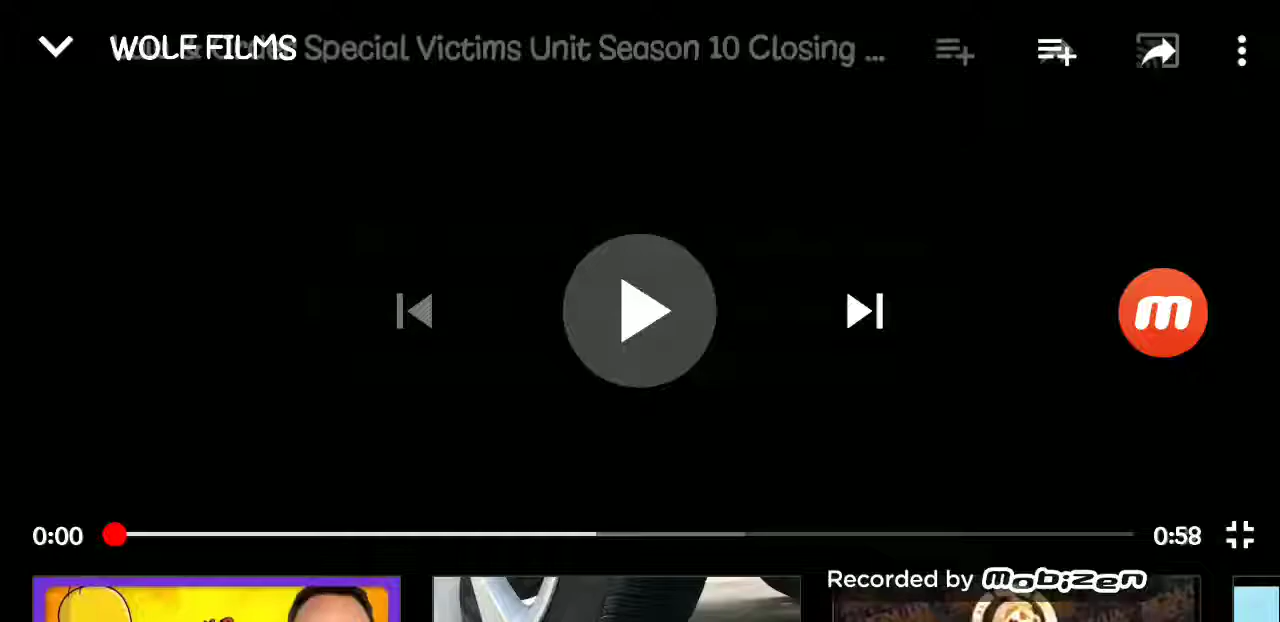 WOLF FILMS
Special Victims Unit Season 10 Closing ...
m
0:00
0:58
Recorded by mobizen